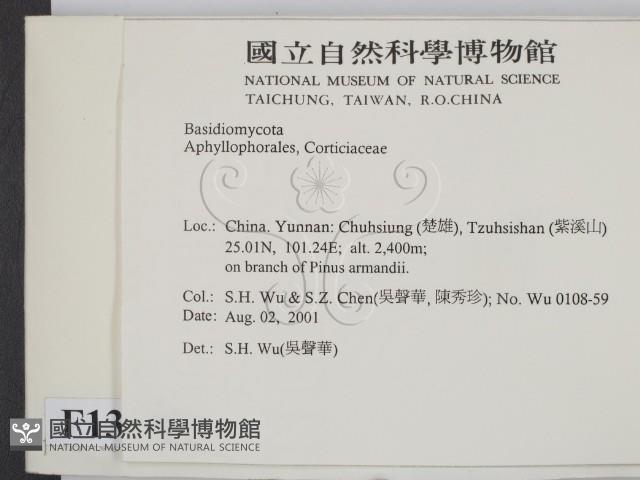 國立自然科學博物館
NATIONAL MUSEUM OF NATURAL SCIENCE
TAICHUNG, TAIWAN, R.O.CHINA
Basidiomycota
Aphyllophorales, Corticiaceae
Loc.: China. Yunnan: Chuhsiung (楚雄), Tzuhsishan (紫溪山)
25.01N, 101.24E; alt. 2,400m;
on branch of Pinus armandii.
Col.: S.H. Wu & S.Z. Chen(吳聲華, 陳秀珍); No. Wu 0108-59
Date: Aug. 02, 2001
Det.: S.H. Wu(吳聲華)
F13
國立自然科學博物館
NATIONAL MUSEUM OF NATURAL SCIENCE